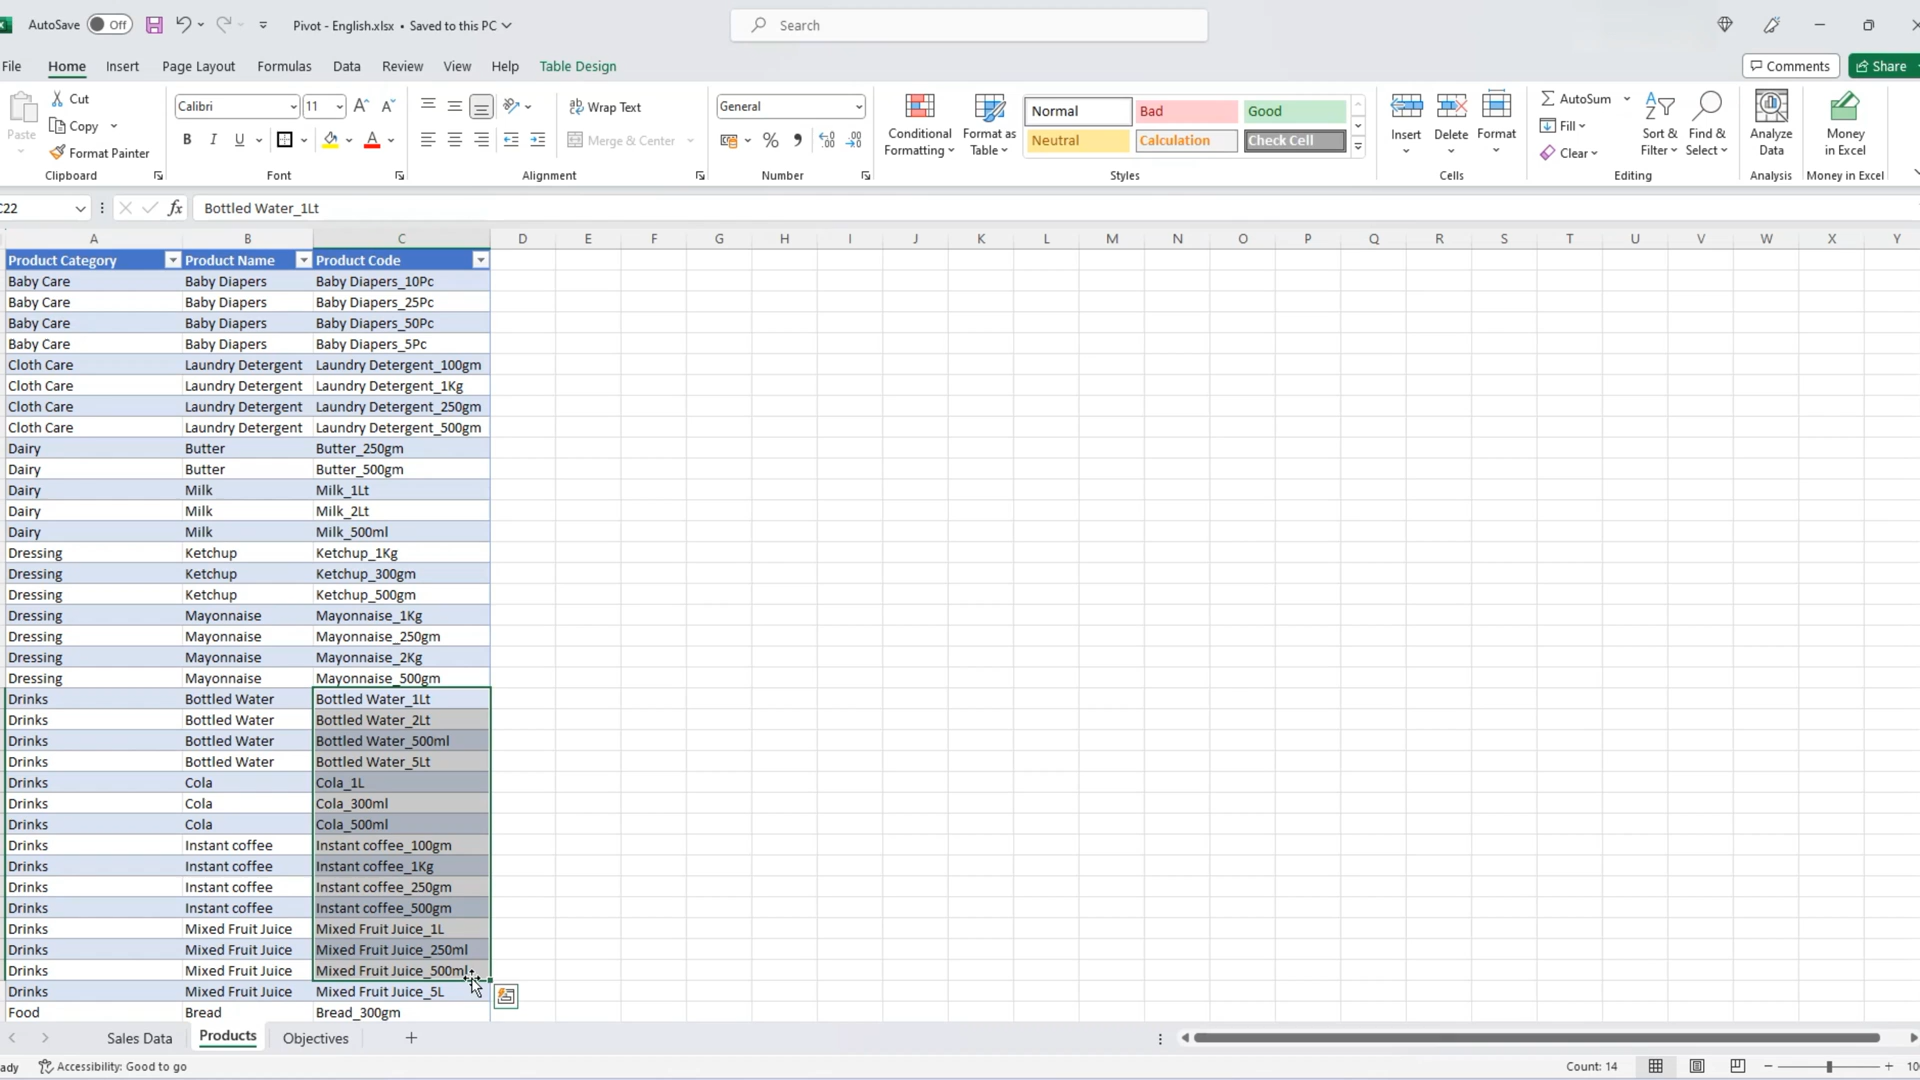 AutoSave Off Pivot - English.xlsx • Saved to this PC Search
File Home Insert Page Layout Formulas Data Review View Help Table Design Comments Share
Paste Cut Copy Format Painter Clipboard
Calibri 11 B I U A Font
Wrap Text Merge & Center Alignment
General % Number
Conditional Formatting Format as Table Normal Bad Good Neutral Calculation Check Cell Styles
Insert Delete Format Cells
AutoSum Fill Clear Sort & Filter Find & Select Editing
Analyze Data Analysis
Money in Excel Money in Excel
C22 fx Bottled Water_1Lt
A B C D E F G H I J K L M N O P Q R S T U V W X Y
Product Category Product Name Product Code
Baby Care Baby Diapers Baby Diapers_10Pc
Baby Care Baby Diapers Baby Diapers_25Pc
Baby Care Baby Diapers Baby Diapers_50Pc
Baby Care Baby Diapers Baby Diapers_5Pc
Cloth Care Laundry Detergent Laundry Detergent_100gm
Cloth Care Laundry Detergent Laundry Detergent_1Kg
Cloth Care Laundry Detergent Laundry Detergent_250gm
Cloth Care Laundry Detergent Laundry Detergent_500gm
Dairy Butter Butter_250gm
Dairy Butter Butter_500gm
Dairy Milk Milk_1Lt
Dairy Milk Milk_2Lt
Dairy Milk Milk_500ml
Dressing Ketchup Ketchup_1Kg
Dressing Ketchup Ketchup_300gm
Dressing Ketchup Ketchup_500gm
Dressing Mayonnaise Mayonnaise_1Kg
Dressing Mayonnaise Mayonnaise_250gm
Dressing Mayonnaise Mayonnaise_2Kg
Dressing Mayonnaise Mayonnaise_500gm
Drinks Bottled Water Bottled Water_1Lt
Drinks Bottled Water Bottled Water_2Lt
Drinks Bottled Water Bottled Water_500ml
Drinks Bottled Water Bottled Water_5Lt
Drinks Cola Cola_1L
Drinks Cola Cola_300ml
Drinks Cola Cola_500ml
Drinks Instant coffee Instant coffee_100gm
Drinks Instant coffee Instant coffee_1Kg
Drinks Instant coffee Instant coffee_250gm
Drinks Instant coffee Instant coffee_500gm
Drinks Mixed Fruit Juice Mixed Fruit Juice_1L
Drinks Mixed Fruit Juice Mixed Fruit Juice_250ml
Drinks Mixed Fruit Juice Mixed Fruit Juice_500ml
Drinks Mixed Fruit Juice Mixed Fruit Juice_5L
Food Bread Bread_300gm
Sales Data Products Objectives
ady Accessibility: Good to go Count: 14 10